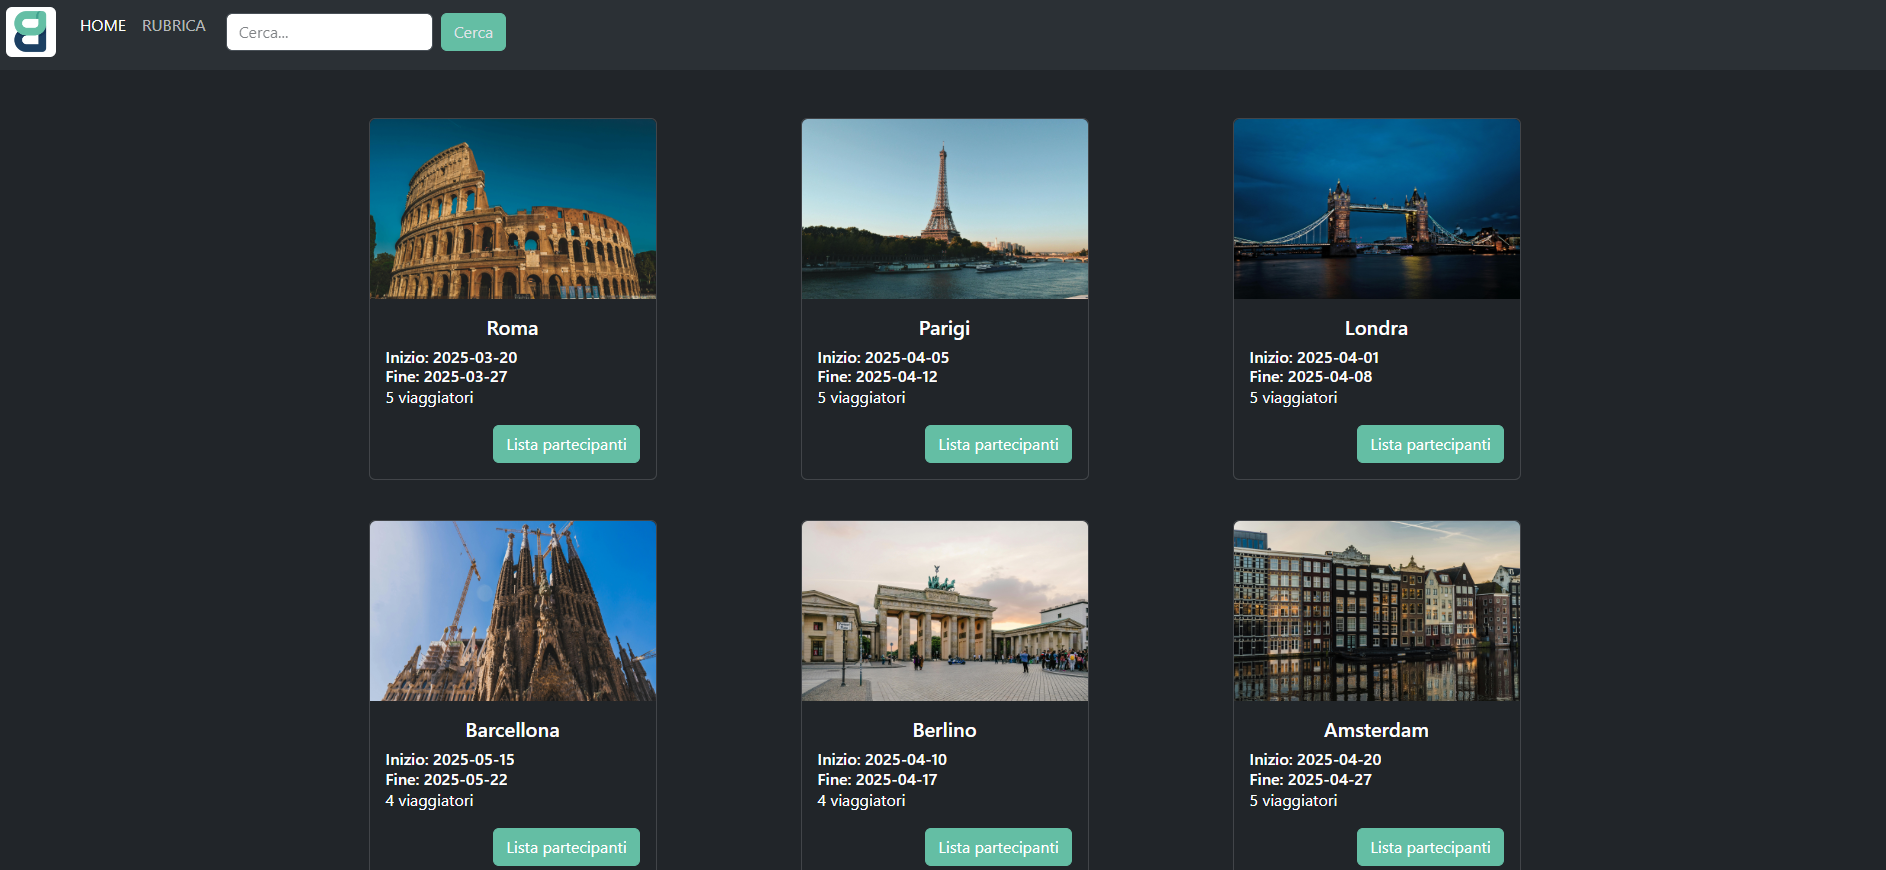 HOME
RUBRICA
Cerca...
Cerca
Roma
Inizio: 2025-03-20
Fine: 2025-03-27
5 viaggiatori
Lista partecipanti
Parigi
Inizio: 2025-04-05
Fine: 2025-04-12
5 viaggiatori
Lista partecipanti
Londra
Inizio: 2025-04-01
Fine: 2025-04-08
5 viaggiatori
Lista partecipanti
Barcellona
Inizio: 2025-05-15
Fine: 2025-05-22
4 viaggiatori
Lista partecipanti
Berlino
Inizio: 2025-04-10
Fine: 2025-04-17
4 viaggiatori
Lista partecipanti
Amsterdam
Inizio: 2025-04-20
Fine: 2025-04-27
5 viaggiatori
Lista partecipanti